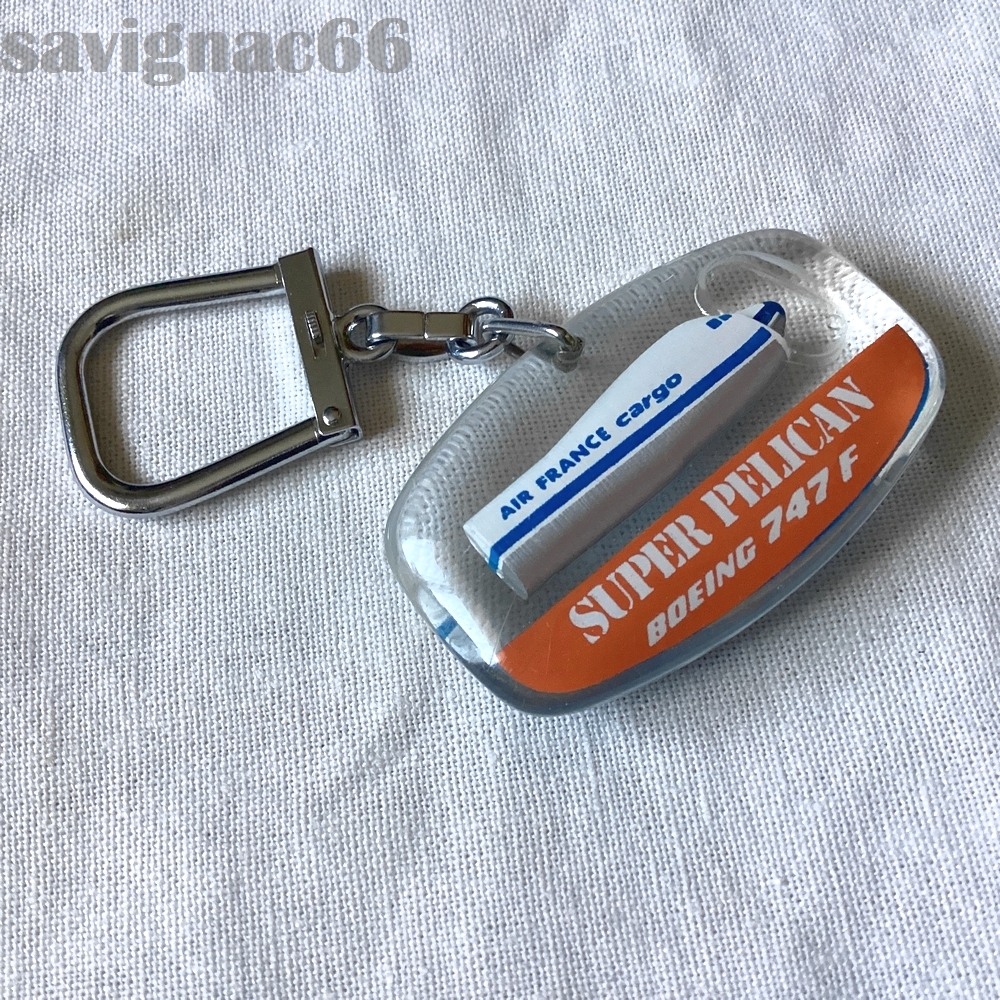 savignac66
AIR FRANCE cargo
SUPER PELICAN
BOEING 747 F